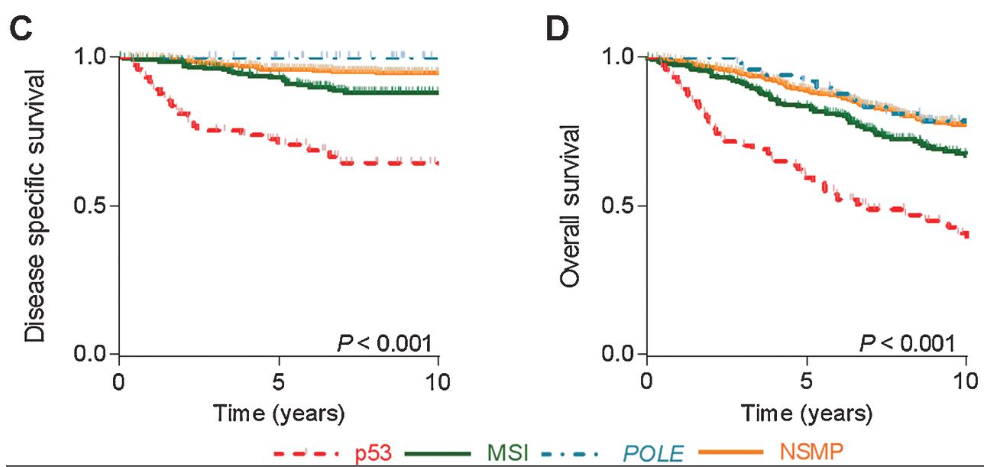 C
Disease specific survival
1.0
0.5
0.0
P < 0.001
0
5
10
Time (years)
D
Overall survival
1.0
0.5
0.0
P < 0.001
0
5
10
Time (years)
p53 MSI POLE NSMP